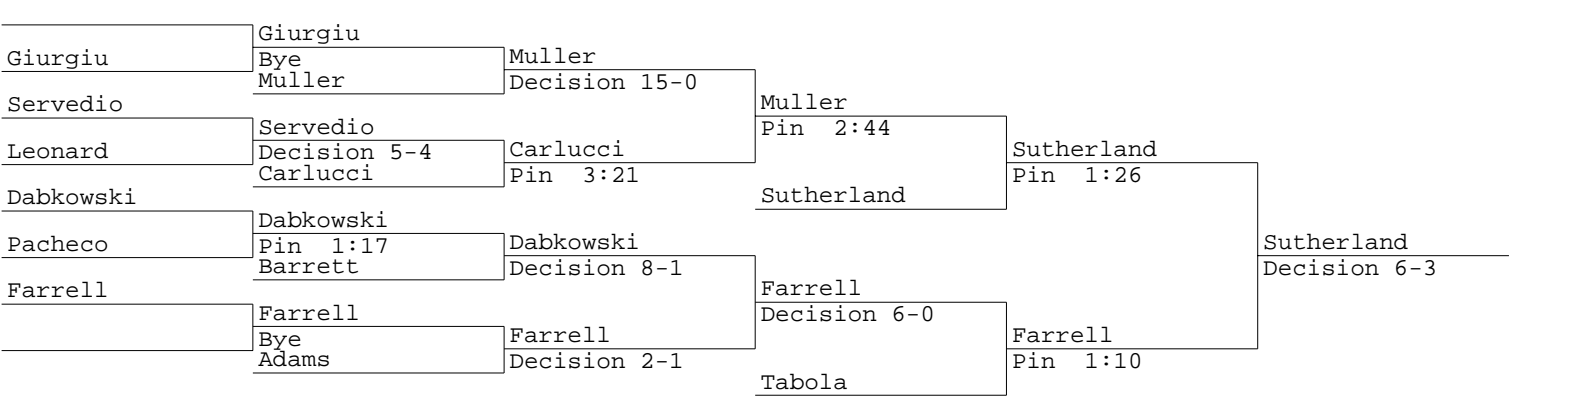 Giurgiu
Servedio
Leonard
Dabkowski
Pacheco
Farrell
Giurgiu
Bye
Muller
Servedio
Decision 5-4
Carlucci
Dabkowski
Pin 1:17
Barrett
Farrell
Bye
Adams
Muller
Decision 15-0
Carlucci
Pin 3:21
Dabkowski
Decision 8-1
Farrell
Decision 2-1
Muller
Pin 2:44
Sutherland
Farrell
Decision 6-0
Tabola
Sutherland
Pin 1:26
Farrell
Pin 1:10
Sutherland
Decision 6-3